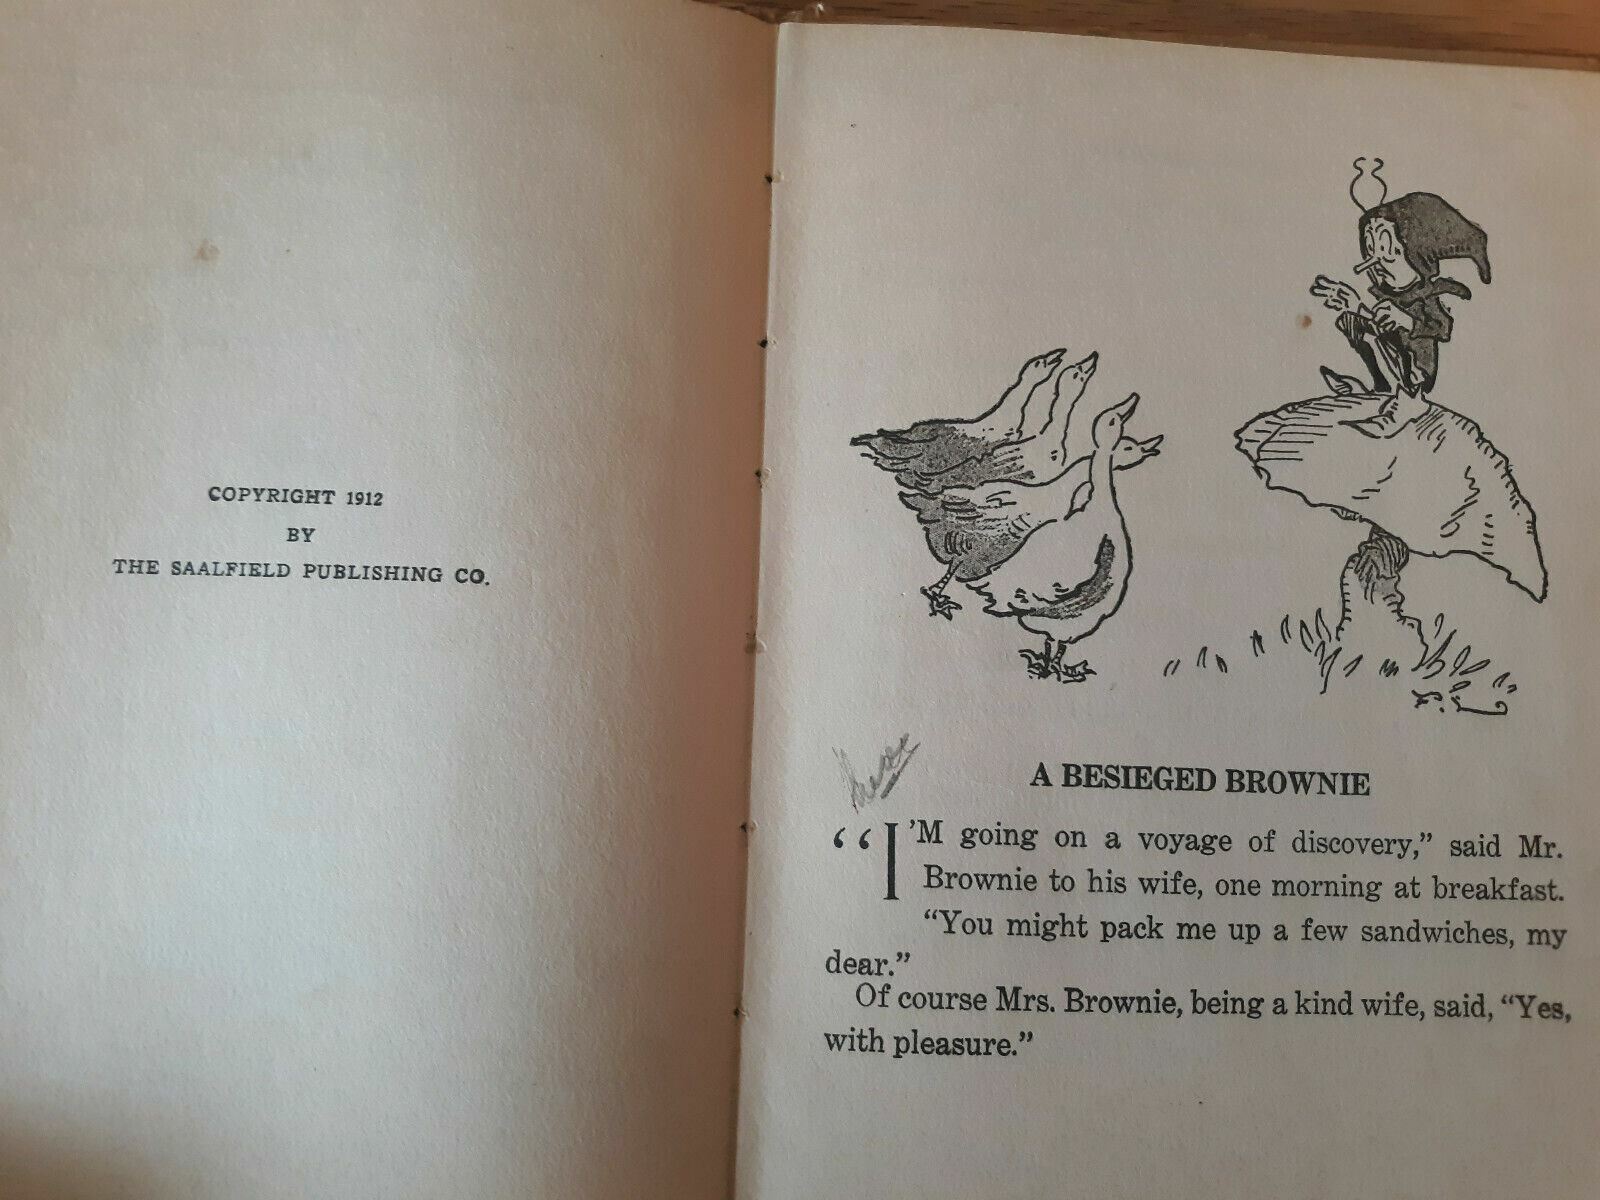 COPYRIGHT 1912
BY
THE SAALFIELD PUBLISHING CO.
A BESIEGED BROWNIE
“I’M going on a voyage of discovery,” said Mr.
Brownie to his wife, one morning at breakfast.
“You might pack me up a few sandwiches, my
dear.”
Of course Mrs. Brownie, being a kind wife, said, “Yes,
with pleasure.”